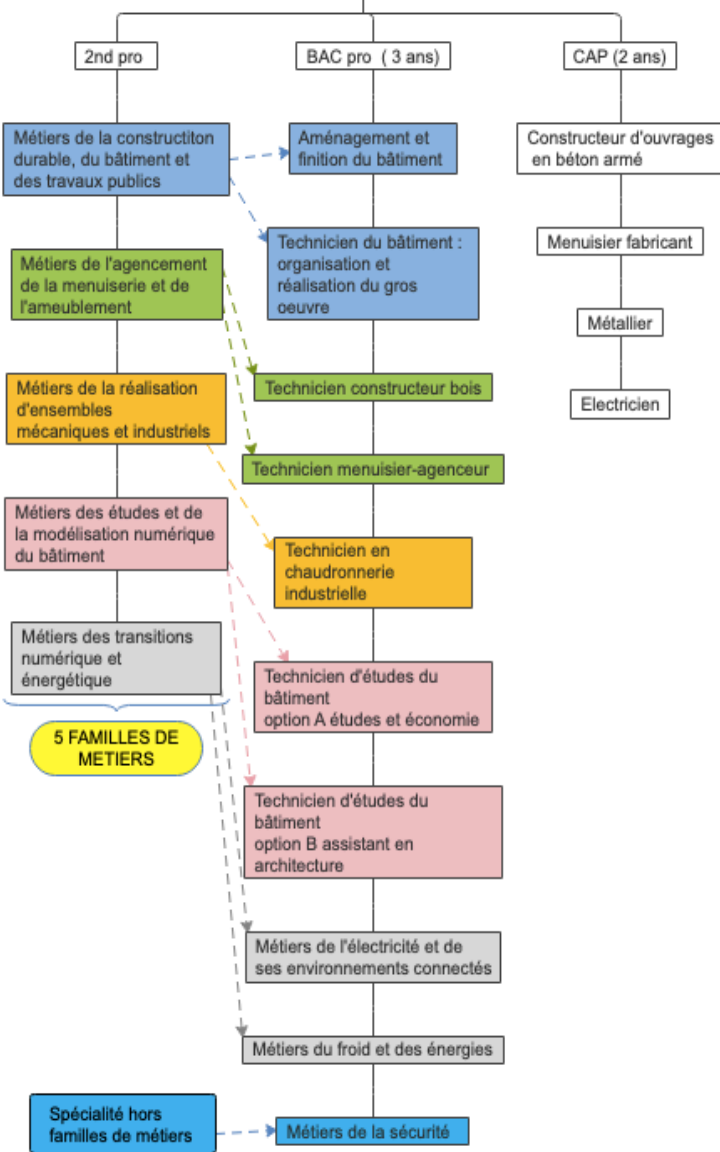 2nd pro
BAC pro ( 3 ans)
CAP (2 ans)
Métiers de la constructiton
durable, du bâtiment et
des travaux publics
Aménagement et
finition du bâtiment
Constructeur d'ouvrages
en béton armé
Technicien du bâtiment :
organisation et
réalisation du gros
oeuvre
Menuisier fabricant
Métiers de l'agencement
de la menuiserie et de
l'ameublement
Métallier
Métiers de la réalisation
d'ensembles
mécaniques et industriels
Technicien constructeur bois
Electricien
Technicien menuisier-agenceur
Métiers des études et de
la modélisation numérique
du bâtiment
Technicien en
chaudronnerie
industrielle
Métiers des transitions
numérique et
énergétique
Technicien d'études du
bâtiment
option A études et économie
5 FAMILLES DE
METIERS
Technicien d'études du
bâtiment
option B assistant en
architecture
Métiers de l'électricité et de
ses environnements connectés
Métiers du froid et des énergies
Spécialité hors
familles de métiers
Métiers de la sécurité